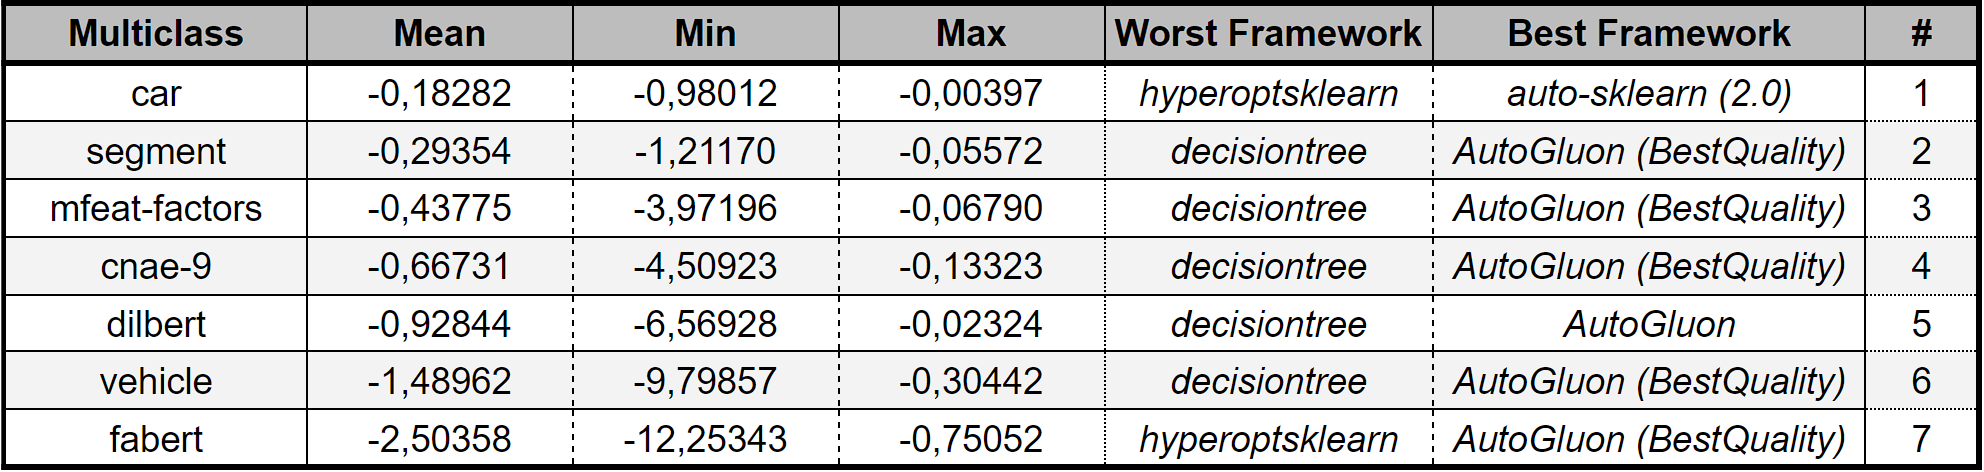 Multiclass Mean Min Max Worst Framework Best Framework #
car -0,18282 -0,98012 -0,00397 hyperoptsklearn auto-sklearn (2.0) 1
segment -0,29354 -1,21170 -0,05572 decisiontree AutoGluon (BestQuality) 2
mfeat-factors -0,43775 -3,97196 -0,06790 decisiontree AutoGluon (BestQuality) 3
cnae-9 -0,66731 -4,50923 -0,13323 decisiontree AutoGluon (BestQuality) 4
dilbert -0,92844 -6,56928 -0,02324 decisiontree AutoGluon 5
vehicle -1,48962 -9,79857 -0,30442 decisiontree AutoGluon (BestQuality) 6
fabert -2,50358 -12,25343 -0,75052 hyperoptsklearn AutoGluon (BestQuality) 7